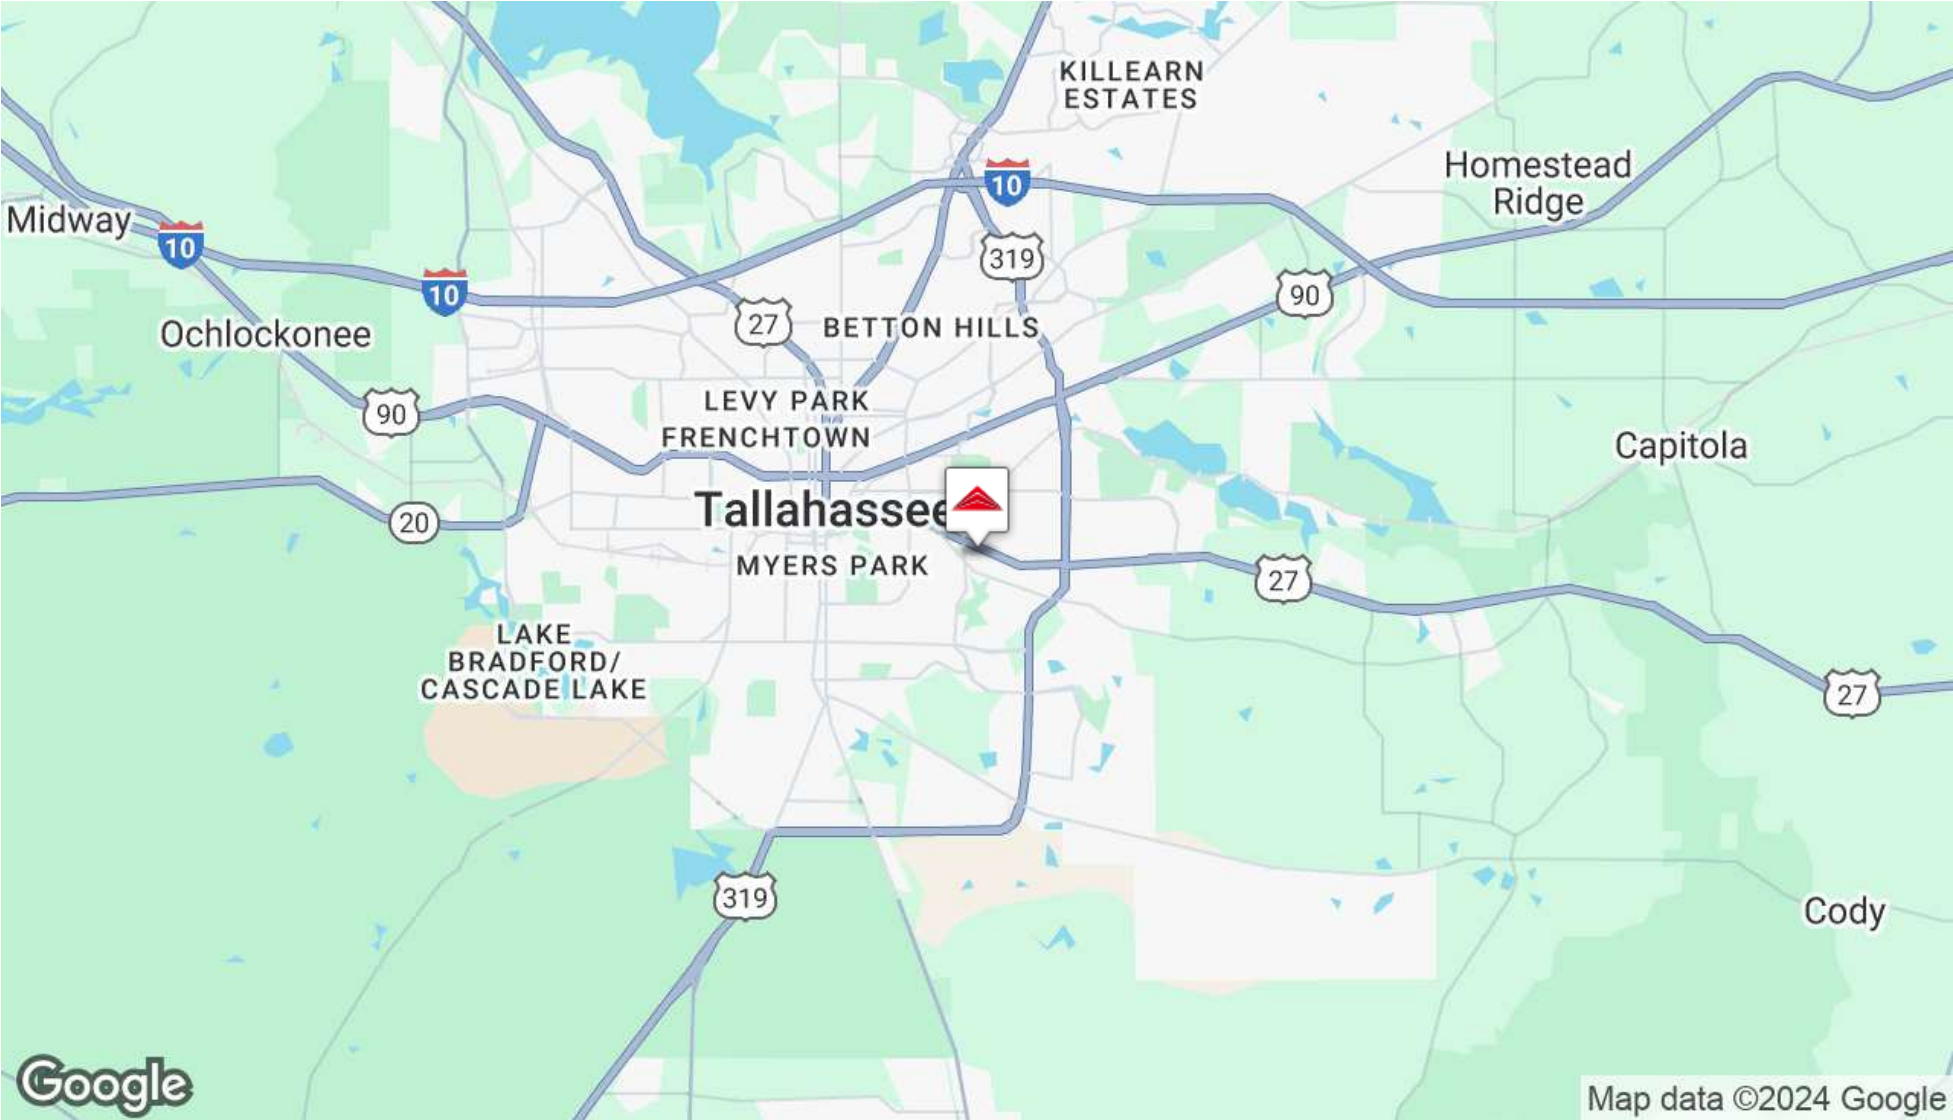 KILLEARN
ESTATES
Homestead
Ridge
10
Midway
10
319
10
90
27
BETTON HILLS
Ochlockonee
LEVY PARK
90
FRENCHTOWN
Capitola
Tallahassee
20
MYERS PARK
27
LAKE
BRADFORD/
CASCADE LAKE
27
319
Cody
Google
Map data ©2024 Google